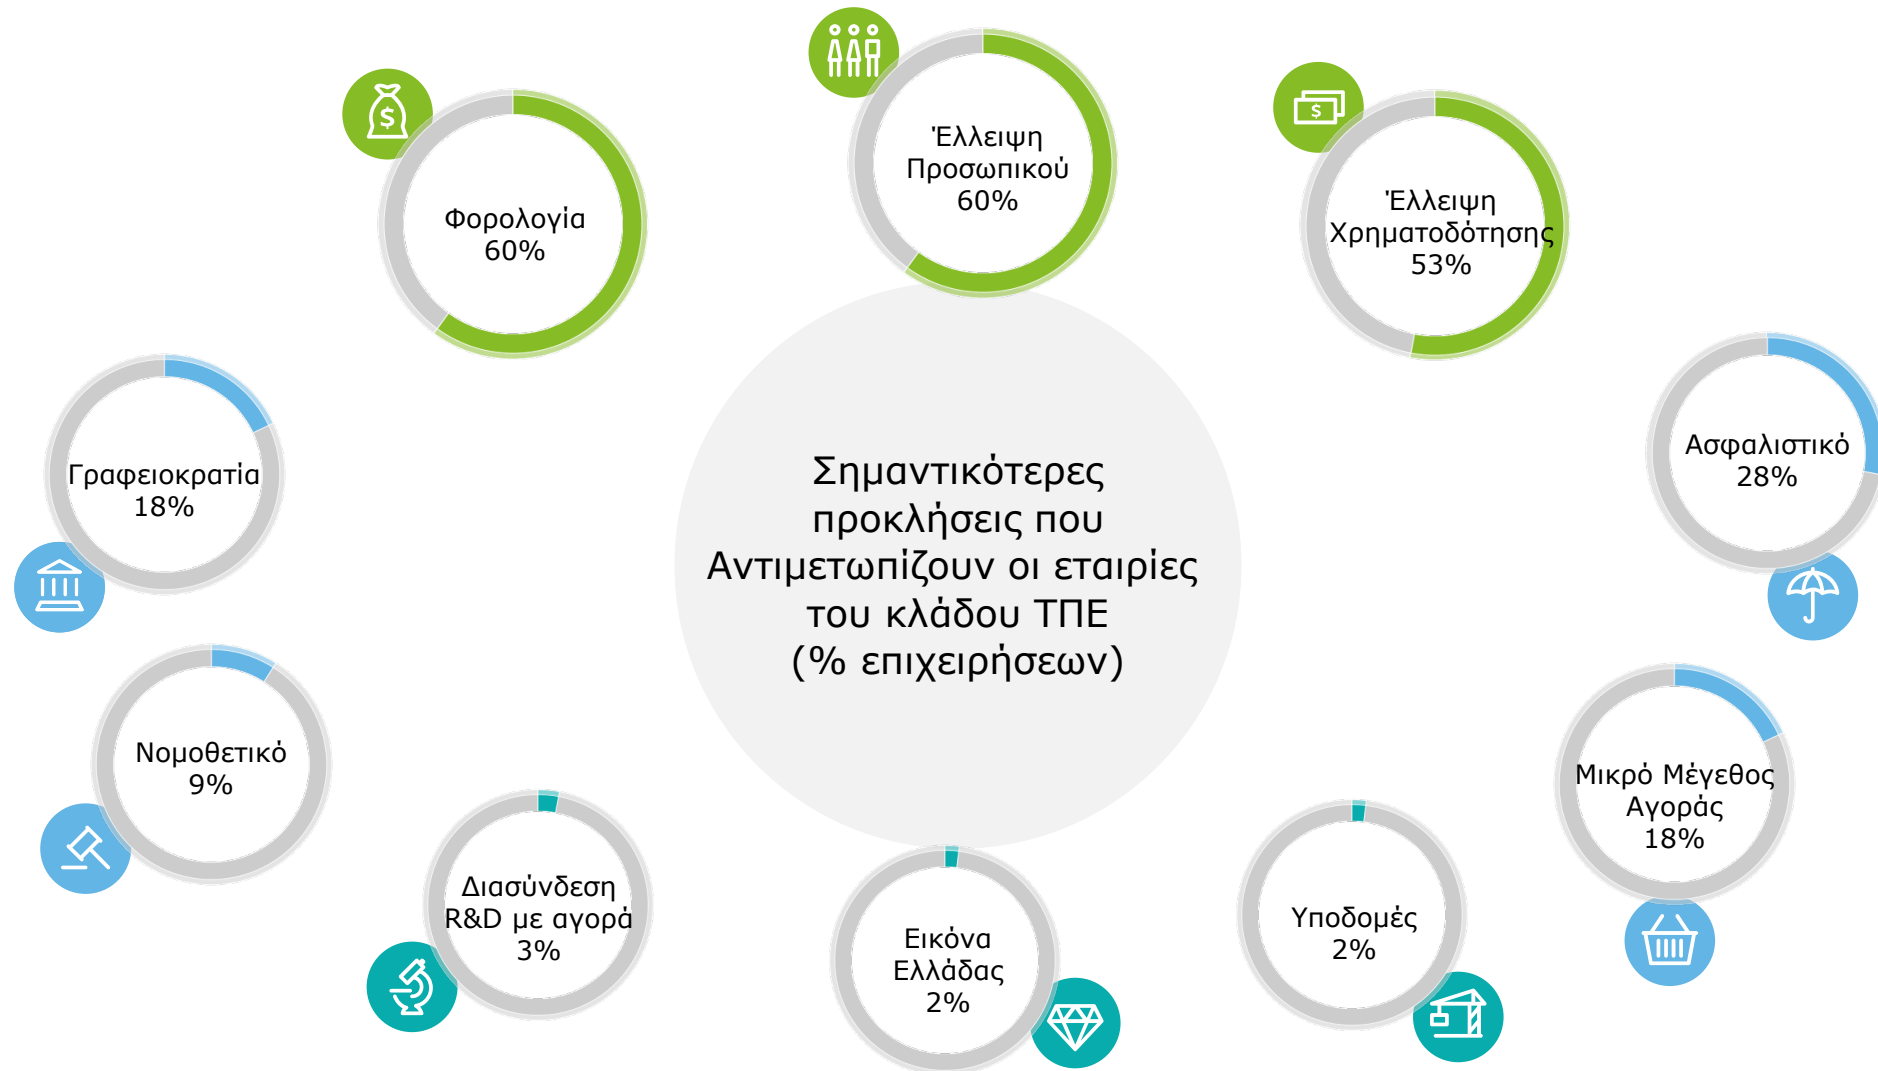 Έλλειψη
Προσωπικού
60%
Φορολογία
60%
Έλλειψη
Χρηματοδότησης
53%
Γραφειοκρατία
18%
Ασφαλιστικό
28%
Σημαντικότερες
προκλήσεις που
Αντιμετωπίζουν οι εταιρίες
του κλάδου ΤΠΕ
(% επιχειρήσεων)
Νομοθετικό
9%
Μικρό Μέγεθος
Αγοράς
18%
Διασύνδεση
R&D με αγορά
3%
Εικόνα
Ελλάδας
2%
Υποδομές
2%